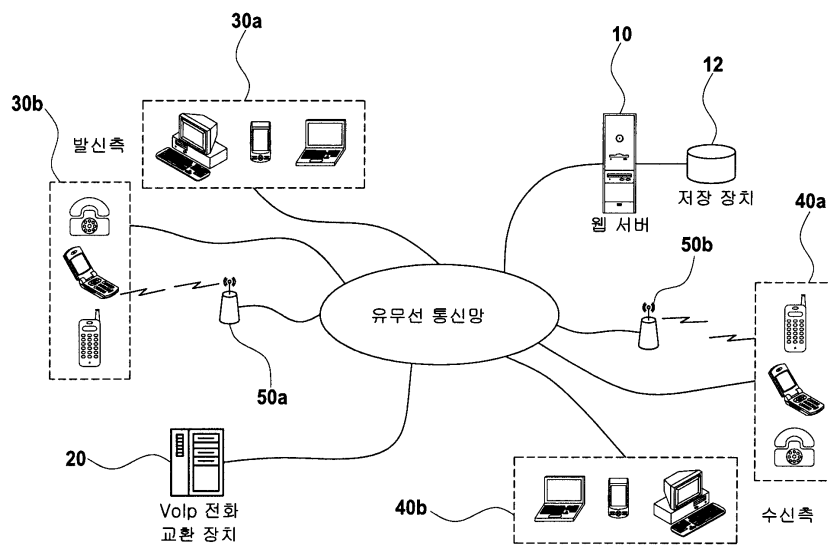 30a
10
12
30b
발신측
저장 장치
웹 서버
40a
50b
유무선 통신망
50a
20
VoIp 전화
교환 장치
40b
수신측